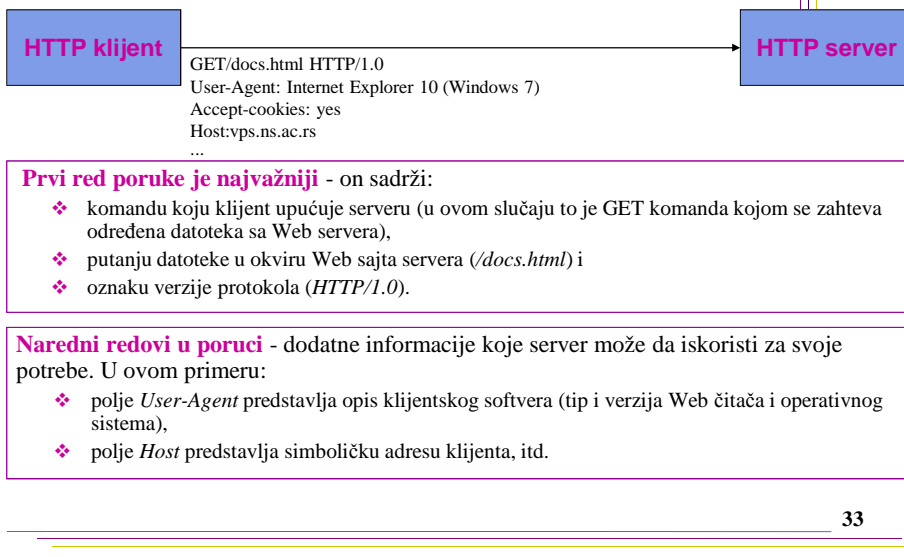 HTTP klijent
HTTP server
GET/docs.html HTTP/1.0
User-Agent: Internet Explorer 10 (Windows 7)
Accept-cookies: yes
Host:vps.ns.ac.rs
...
Prvi red poruke je najvažniji - on sadrži:
❖ komandu koju klijent upućuje serveru (u ovom slučaju to je GET komanda kojom se zahteva
određena datoteka sa Web servera),
❖ putanju datoteke u okviru Web sajta servera (/docs.html) i
❖ oznaku verzije protokola (HTTP/1.0).
Naredni redovi u poruci - dodatne informacije koje server može da iskoristi za svoje
potrebe. U ovom primeru:
❖ polje User-Agent predstavlja opis klijentskog softvera (tip i verzija Web čitača i operativnog
sistema),
❖ polje Host predstavlja simboličku adresu klijenta, itd.
33